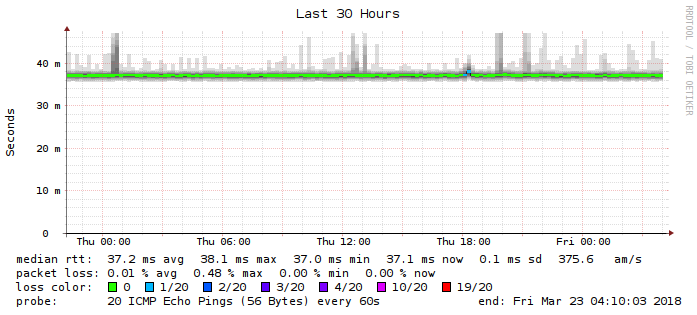 Last 30 Hours
RRDTOOL / TOBI OETIKER
Seconds
40 m
30 m
20 m
10 m
0
Thu 00:00 Thu 06:00 Thu 12:00 Thu 18:00 Fri 00:00
median rtt: 37.2 ms avg 38.1 ms max 37.0 ms min 37.1 ms now 0.1 ms sd 375.6 am/s
packet loss: 0.01 % avg 0.48 % max 0.00 % min 0.00 % now
loss color: 0 1/20 2/20 3/20 4/20 10/20 19/20
probe: 20 ICMP Echo Pings (56 Bytes) every 60s end: Fri Mar 23 04:10:03 2018